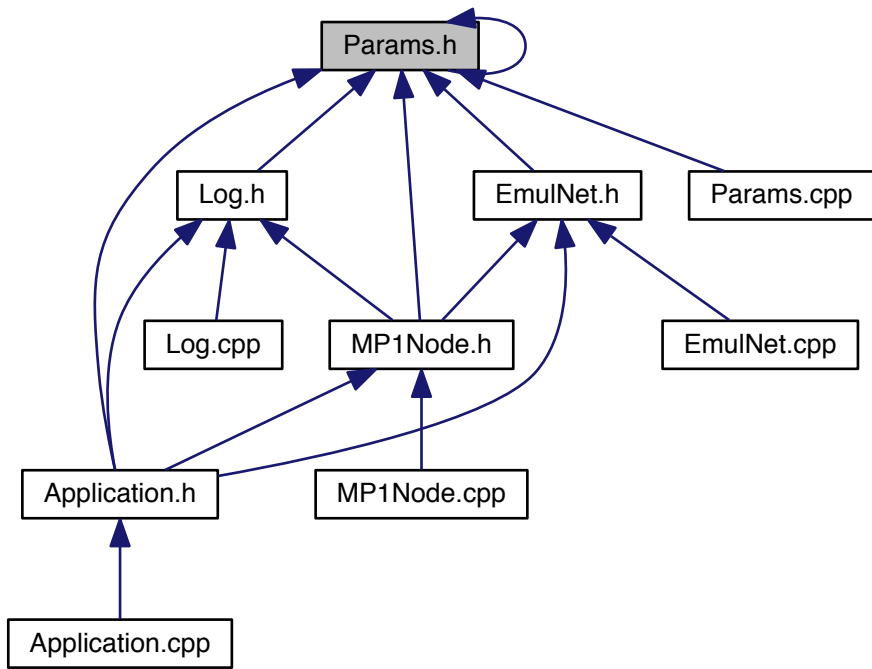 Params.h
Log.h
EmulNet.h
Params.cpp
Log.cpp
MP1Node.h
EmulNet.cpp
Application.h
MP1Node.cpp
Application.cpp